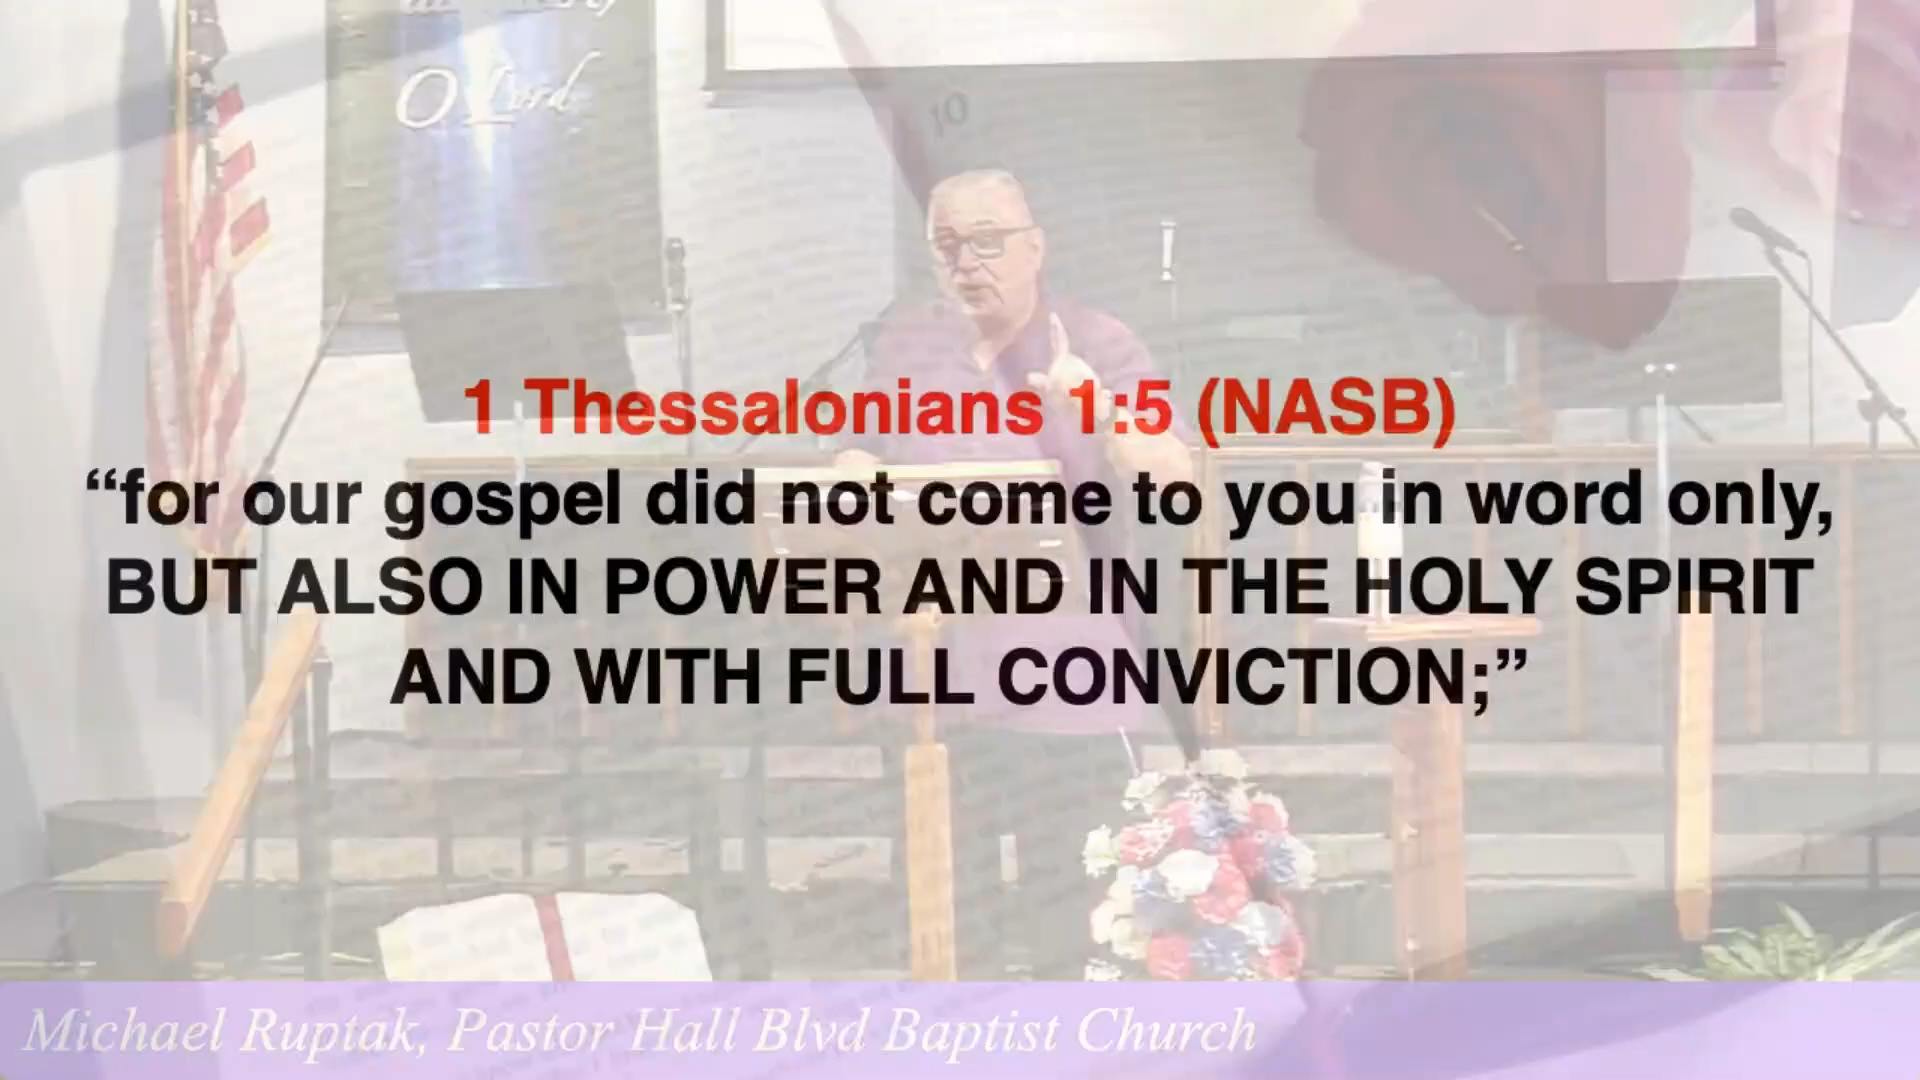 O Lord
10
1 Thessalonians 1:5 (NASB)
“for our gospel did not come to you in word only,
BUT ALSO IN POWER AND IN THE HOLY SPIRIT
AND WITH FULL CONVICTION;”
Michael Ruptak, Pastor Hall Blvd Baptist Church